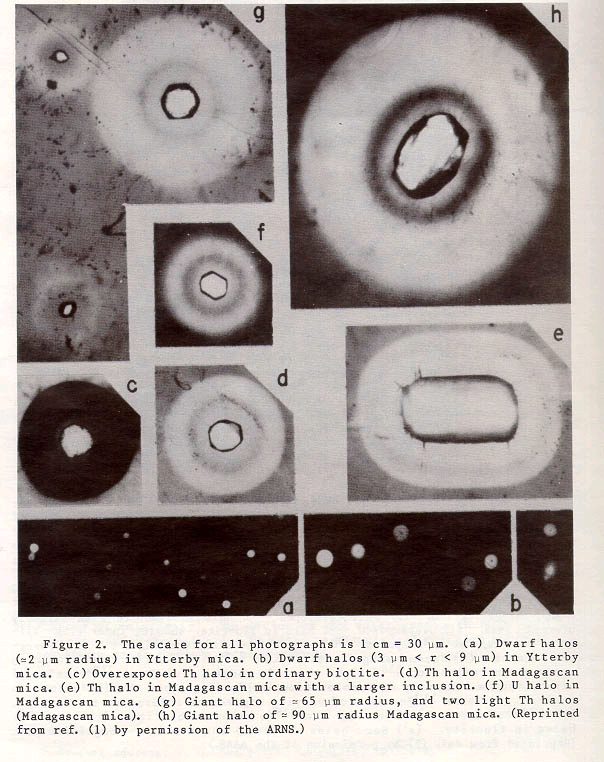 g
h
f
e
c
d
a
b
Figure 2. The scale for all photographs is 1 cm = 30 μm. (a) Dwarf halos
(≃2 μm radius) in Ytterby mica. (b) Dwarf halos (3 μm < r < 9 μm) in Ytterby
mica. (c) Overexposed Th halo in ordinary biotite. (d) Th halo in Madagascan
mica. (e) Th halo in Madagascan mica with a larger inclusion. (f) U halo in
Madagascan mica. (g) Giant halo of ≃65 μm radius, and two light Th halos
(Madagascan mica). (h) Giant halo of ≃ 90 μm radius Madagascan mica. (Reprinted
from ref. (1) by permission of the ARNS.)